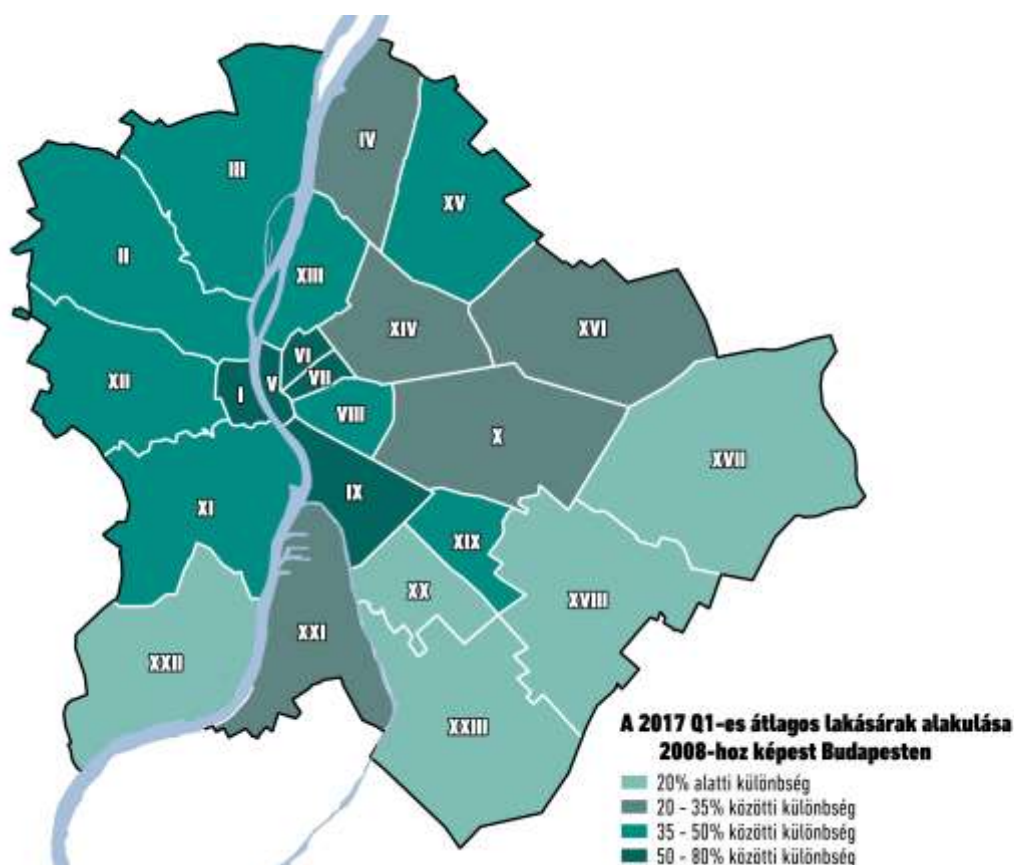 IV
III
XV
II
XIII
XIV
XVI
VI
XII
VII
I
V
VIII
X
XVII
IX
XI
XIX
XX
XVIII
XXI
XXII
XXIII
A 2017 Q1-es átlagos lakásárak alakulása
2008-hoz képest Budapesten
20% alatti különbség
20 - 35% közötti különbség
35 - 50% közötti különbség
50 - 80% közötti különbség